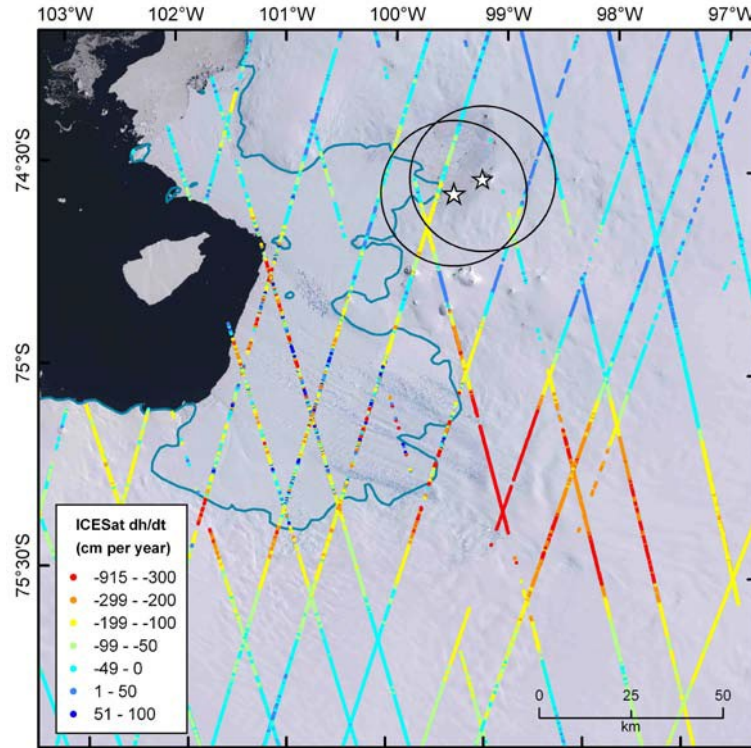 103°W 102°W 101°W 100°W 99°W 98°W 97°W
74°30'S
75°S
75°30'S
ICESat dh/dt
(cm per year)
-915 - -300
-299 - -200
-199 - -100
-99 - -50
-49 - 0
1 - 50
51 - 100
0 25 50
km